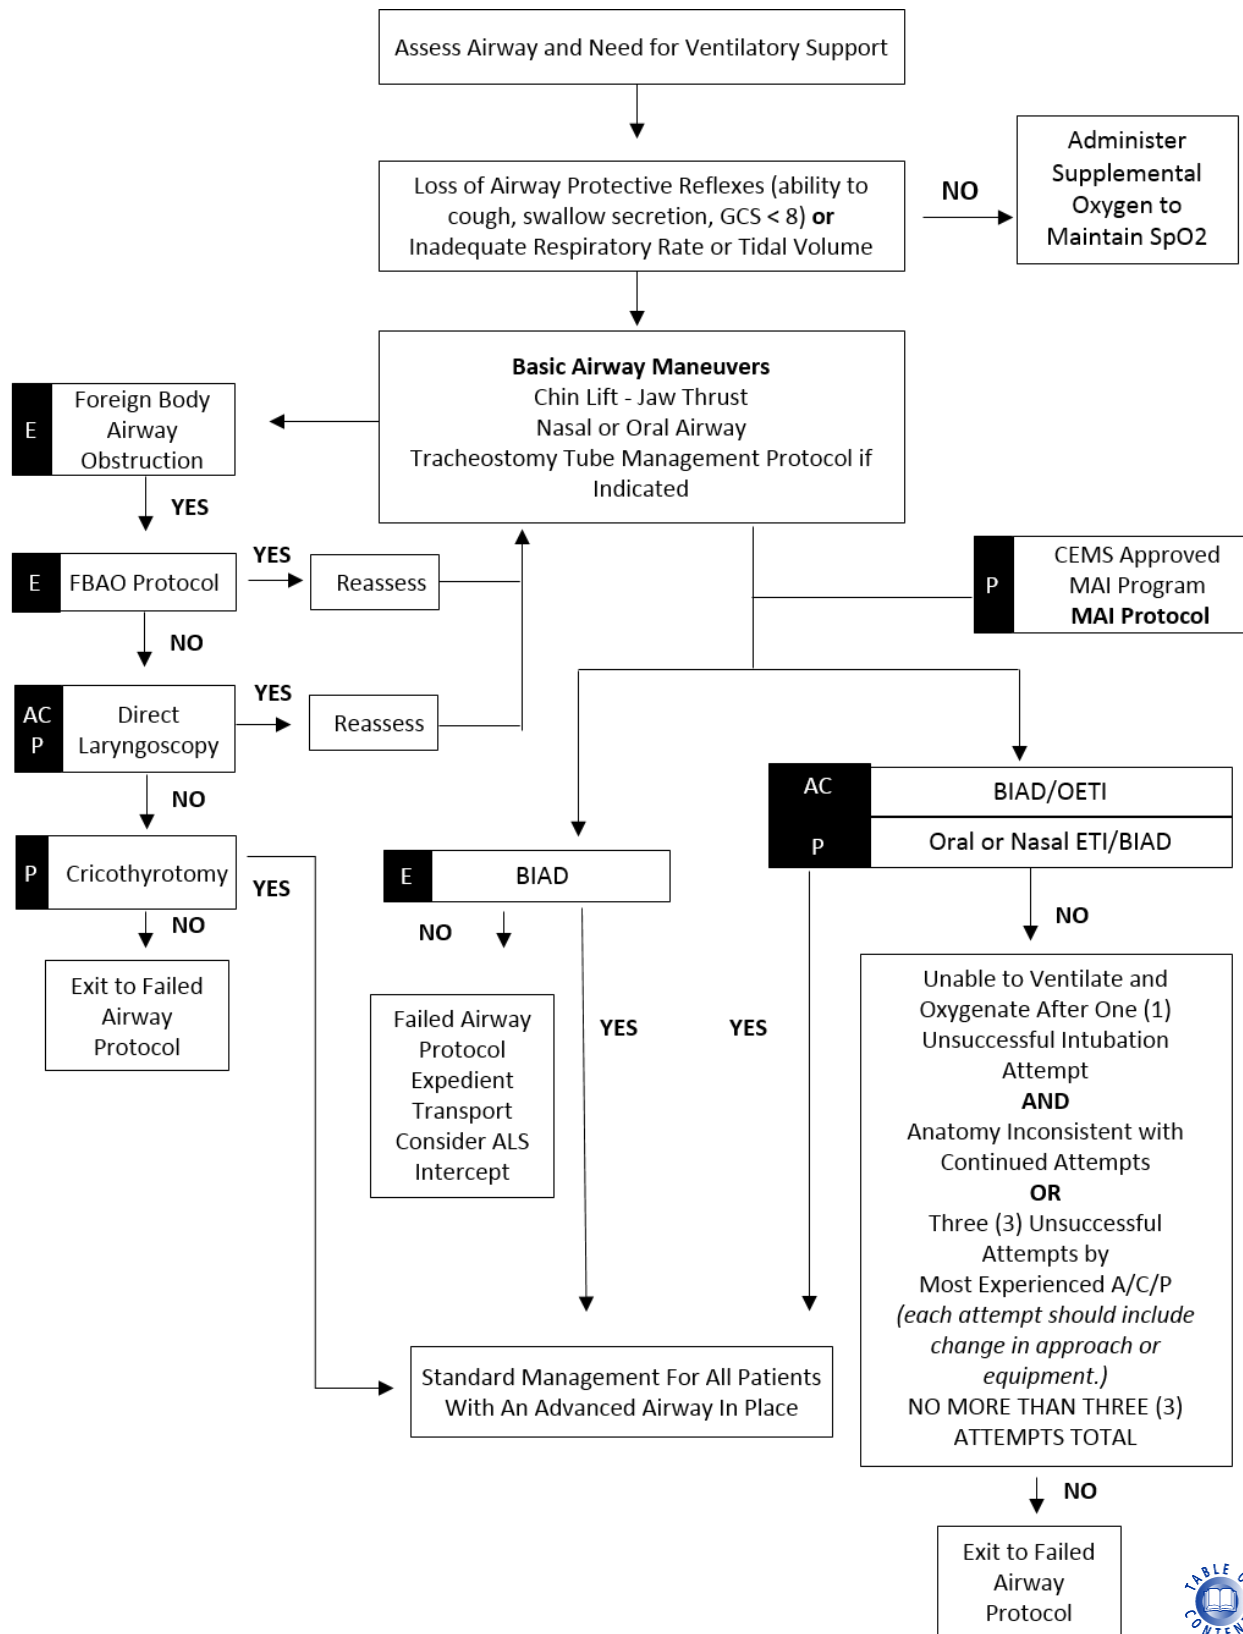 Assess Airway and Need for Ventilatory Support
Loss of Airway Protective Reflexes (ability to
cough, swallow secretion, GCS < 8) or
Inadequate Respiratory Rate or Tidal Volume
NO
Administer
Supplemental
Oxygen to
Maintain SpO2
Basic Airway Maneuvers
Chin Lift - Jaw Thrust
Nasal or Oral Airway
Tracheostomy Tube Management Protocol if
Indicated
E
Foreign Body
Airway
Obstruction
YES
E
FBAO Protocol
YES
Reassess
NO
AC
P
Direct
Laryngoscopy
YES
Reassess
NO
P
Cricothyrotomy
YES
NO
Exit to Failed
Airway
Protocol
P
CEMS Approved
MAI Program
MAI Protocol
E
BIAD
NO
Failed Airway
Protocol
Expedient
Transport
Consider ALS
Intercept
YES
AC
P
BIAD/OETI
Oral or Nasal ETI/BIAD
YES
NO
Unable to Ventilate and
Oxygenate After One (1)
Unsuccessful Intubation
Attempt
AND
Anatomy Inconsistent with
Continued Attempts
OR
Three (3) Unsuccessful
Attempts by
Most Experienced A/C/P
(each attempt should include
change in approach or
equipment.)
NO MORE THAN THREE (3)
ATTEMPTS TOTAL
Standard Management For All Patients
With An Advanced Airway In Place
NO
Exit to Failed
Airway
Protocol
TABLE